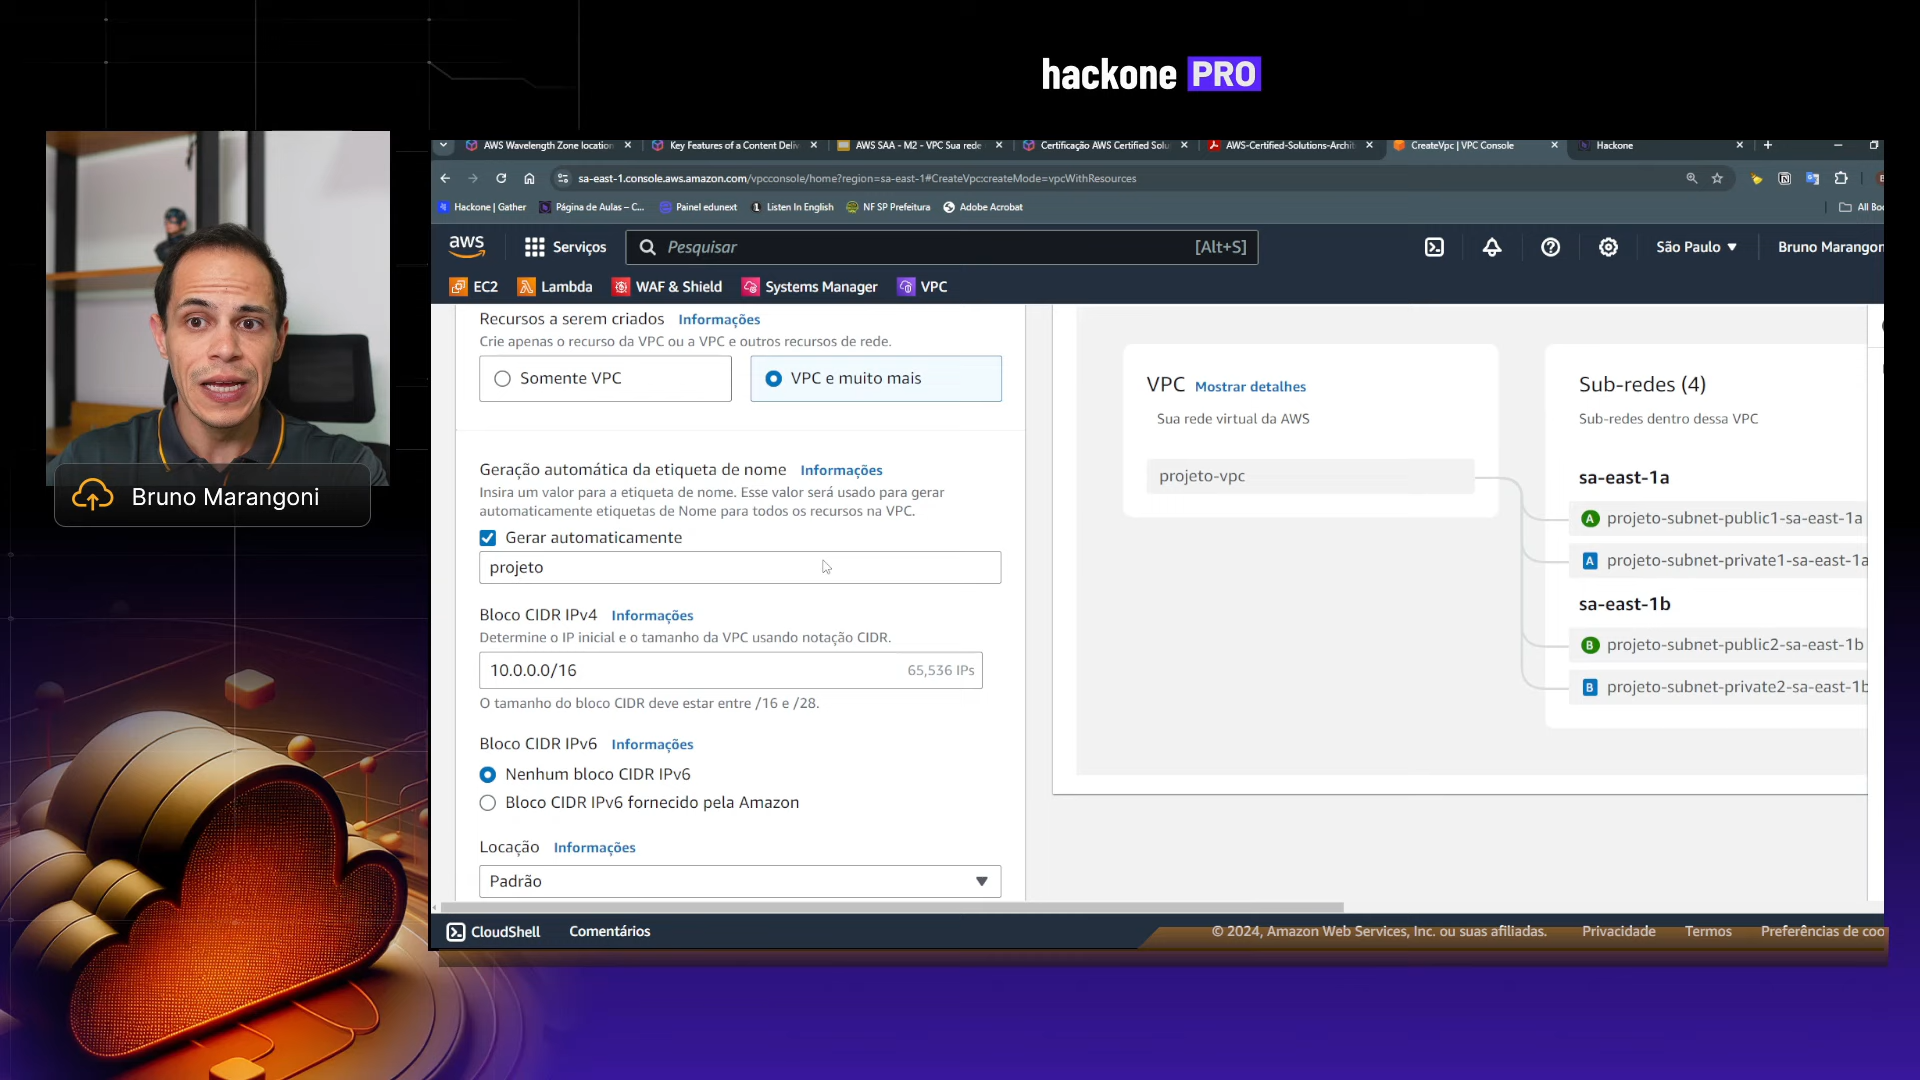 hackone PRO
AWS Wavelength Zone location
Key Features of a Content Deliv
AWS SAA - M2 - VPC Sua rede
Certificação AWS Certified Solu
AWS-Certified-Solutions-Archit
CreateVpc | VPC Console
Hackone
sa-east-1.console.aws.amazon.com/vpcconsole/home?region=sa-east-1#CreateVpc:createMode=vpcWithResources
Hackone | Gather
Página de Aulas – C...
Painel edunext
Listen In English
NF SP Prefeitura
Adobe Acrobat
All Boo
aws
Serviços
Pesquisar
[Alt+S]
São Paulo
Bruno Marangon
EC2
Lambda
WAF & Shield
Systems Manager
VPC
Recursos a serem criados Informações
Crie apenas o recurso da VPC ou a VPC e outros recursos de rede.
Somente VPC
VPC e muito mais
Geração automática da etiqueta de nome Informações
Insira um valor para a etiqueta de nome. Esse valor será usado para gerar
automaticamente etiquetas de Nome para todos os recursos na VPC.
Gerar automaticamente
projeto
Bloco CIDR IPv4 Informações
Determine o IP inicial e o tamanho da VPC usando notação CIDR.
10.0.0.0/16
65,536 IPs
O tamanho do bloco CIDR deve estar entre /16 e /28.
Bloco CIDR IPv6 Informações
Nenhum bloco CIDR IPv6
Bloco CIDR IPv6 fornecido pela Amazon
Locação Informações
Padrão
VPC Mostrar detalhes
Sua rede virtual da AWS
projeto-vpc
Sub-redes (4)
Sub-redes dentro dessa VPC
sa-east-1a
A projeto-subnet-public1-sa-east-1a
A projeto-subnet-private1-sa-east-1a
sa-east-1b
B projeto-subnet-public2-sa-east-1b
B projeto-subnet-private2-sa-east-1b
CloudShell
Comentários
© 2024, Amazon Web Services, Inc. ou suas afiliadas.
Privacidade
Termos
Preferências de coo
Bruno Marangoni